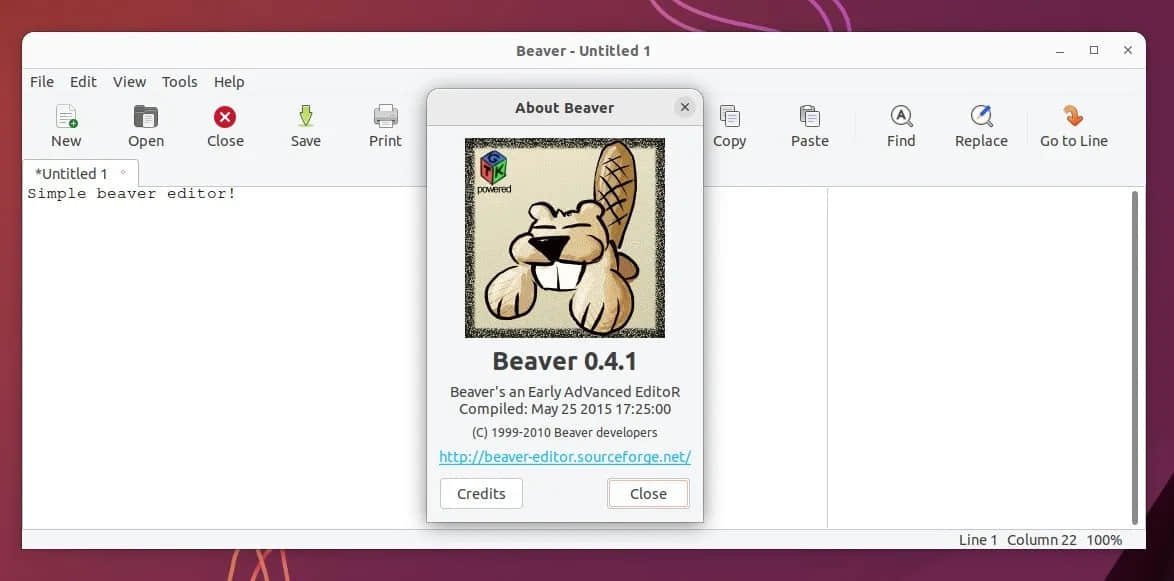 Beaver - Untitled 1
File Edit View Tools Help
New Open Close Save Print Copy Paste Find Replace Go to Line
*Untitled 1
Simple beaver editor!
About Beaver
GTK
powered
Beaver 0.4.1
Beaver's an Early AdVanced EditoR
Compiled: May 25 2015 17:25:00
(C) 1999-2010 Beaver developers
http://beaver-editor.sourceforge.net/
Credits Close
Line 1 Column 22 100%